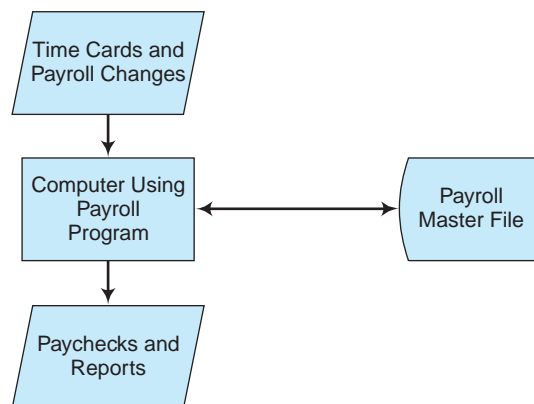 Time Cards and
Payroll Changes
Computer Using
Payroll
Program
Payroll
Master File
Paychecks and
Reports